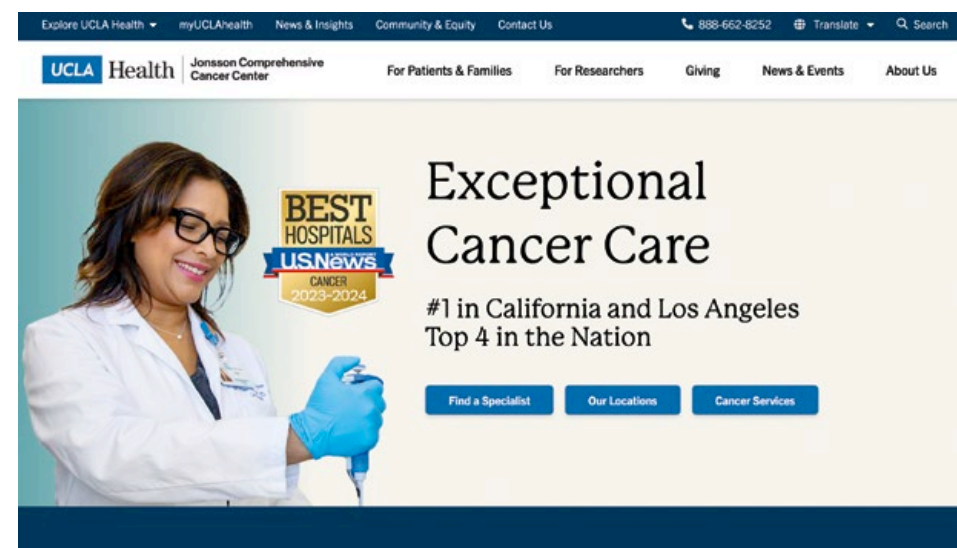 Explore UCLA Health
myUCLAhealth
News & Insights
Community & Equity
Contact Us
888-662-8252
Translate
Search
UCLA Health
Jonsson Comprehensive
Cancer Center
For Patients & Families
For Researchers
Giving
News & Events
About Us
BEST
HOSPITALS
U.S.News
CANCER
2023-2024
Exceptional
Cancer Care
#1 in California and Los Angeles
Top 4 in the Nation
Find a Specialist
Our Locations
Cancer Services